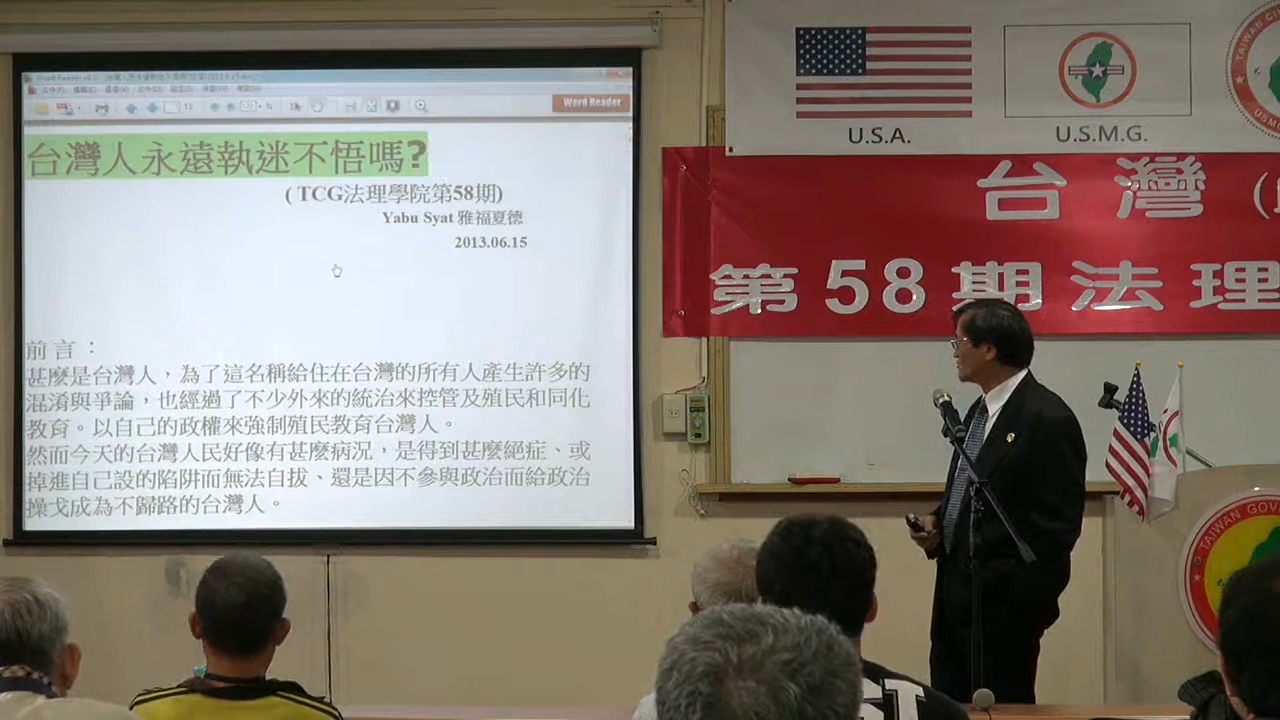 Word Reader
台灣人永遠執迷不悟嗎?
( TCG法理學院第58期)
Yabu Syat 雅福夏德
2013.06.15
前言：
甚麼是台灣人，為了這名稱給住在台灣的所有人產生許多的
混淆與爭論，也經過了不少外來的統治來控管及殖民和同化
教育。以自己的政權來強制殖民教育台灣人。
然而今天的台灣人民好像有甚麼病況，是得到甚麼絕症、或
掉進自己設的陷阱而無法自拔、還是因不參與政治而給政治
操戈成為不歸路的台灣人。
U.S.A.
U.S.M.G.
台灣(
第58期法理
TAIWAN GOV